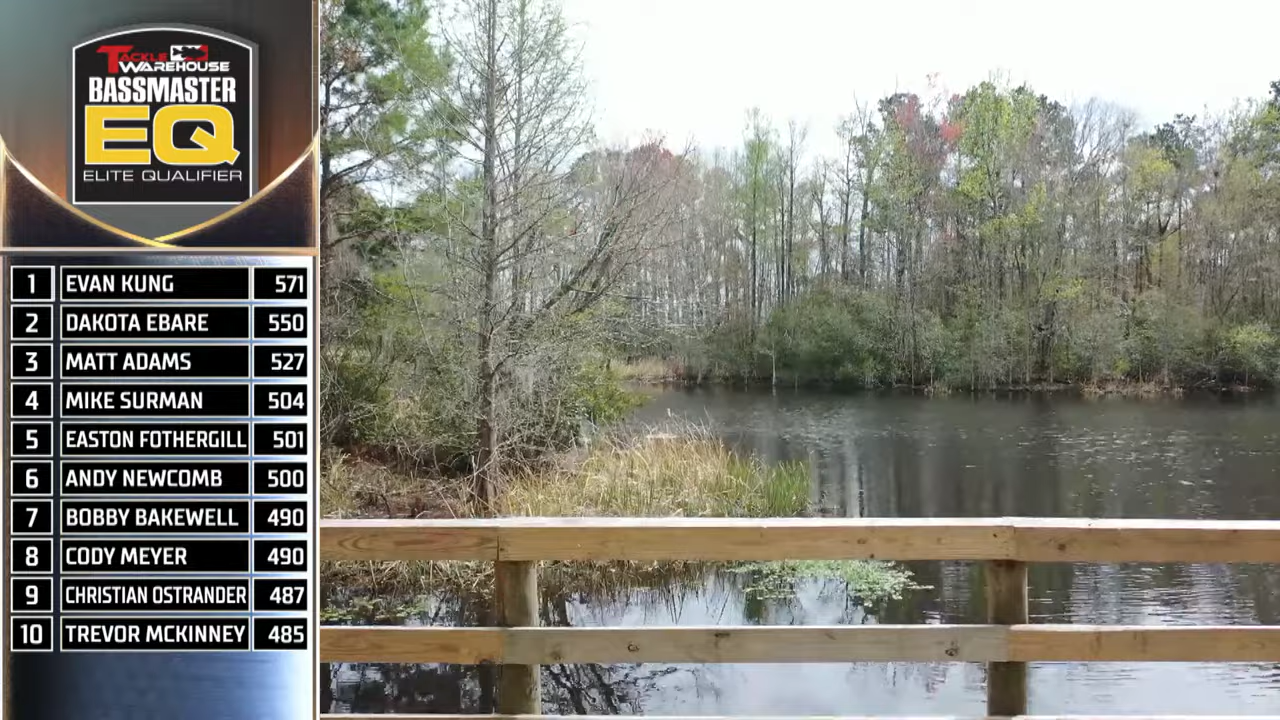 TACKLE
WAREHOUSE
BASSMASTER
EQ
ELITE QUALIFIER
1 EVAN KUNG 571
2 DAKOTA EBARE 550
3 MATT ADAMS 527
4 MIKE SURMAN 504
5 EASTON FOTHERGILL 501
6 ANDY NEWCOMB 500
7 BOBBY BAKEWELL 490
8 CODY MEYER 490
9 CHRISTIAN OSTRANDER 487
10 TREVOR MCKINNEY 485